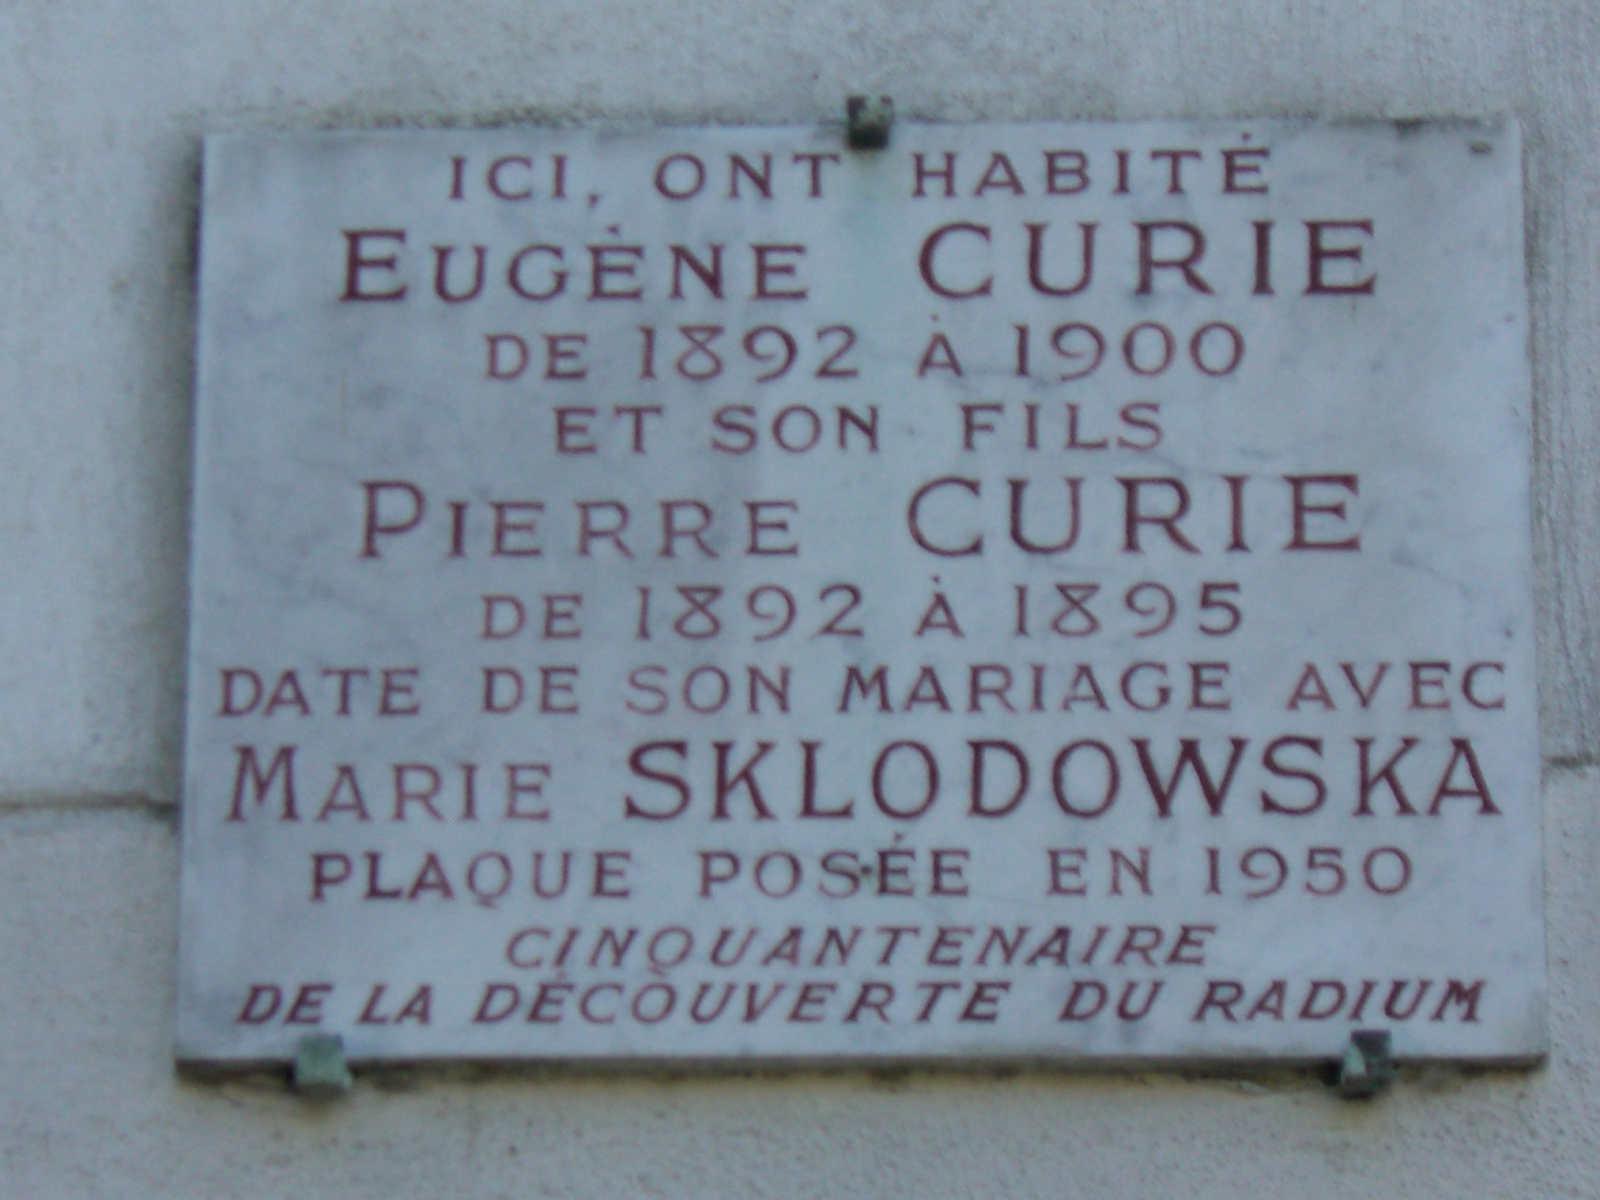 ICI, ONT HABITÉ
EUGÈNE CURIE
DE 1892 À 1900
ET SON FILS
PIERRE CURIE
DE 1892 À 1895
DATE DE SON MARIAGE AVEC
MARIE SKLODOWSKA
PLAQUE POSÉE EN 1950
CINQUANTENAIRE
DE LA DÉCOUVERTE DU RADIUM